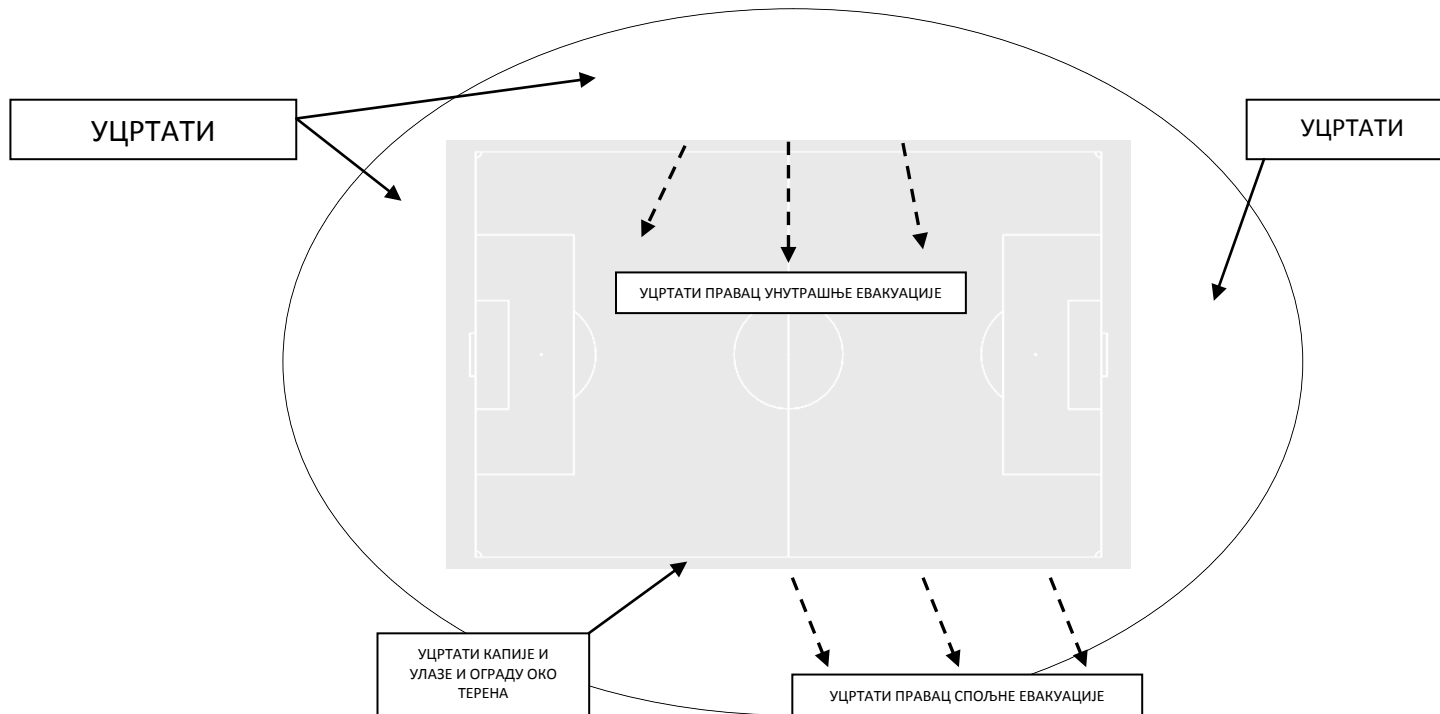 УЦРТАТИ
УЦРТАТИ
УЦРТАТИ ПРАВАЦ УНУТРАШЊЕ ЕВАКУАЦИЈЕ
УЦРТАТИ КАПИЈЕ И
УЛАЗЕ И ОГРАДУ ОКО
ТЕРЕНА
УЦРТАТИ ПРАВАЦ СПОЉНЕ ЕВАКУАЦИЈЕ